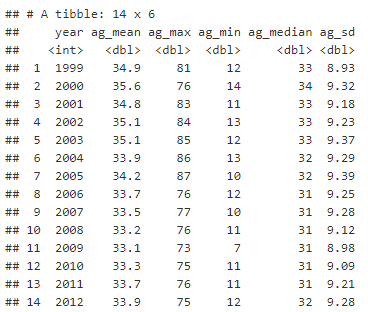 ## # A tibble: 14 x 6
##     year ag_mean ag_max ag_min ag_median ag_sd
##    <int>   <dbl>  <dbl>  <dbl>     <dbl> <dbl>
##  1  1999    34.9     81     12        33  8.93
##  2  2000    35.6     76     14        34  9.32
##  3  2001    34.8     83     11        33  9.18
##  4  2002    35.1     84     13        33  9.23
##  5  2003    35.1     85     12        33  9.37
##  6  2004    33.9     86     13        32  9.29
##  7  2005    34.2     87     10        32  9.39
##  8  2006    33.7     76     12        31  9.25
##  9  2007    33.5     77     10        31  9.28
## 10  2008    33.2     76     11        31  9.12
## 11  2009    33.1     73      7        31  8.98
## 12  2010    33.3     75     11        31  9.09
## 13  2011    33.7     76     11        31  9.21
## 14  2012    33.9     75     12        32  9.28